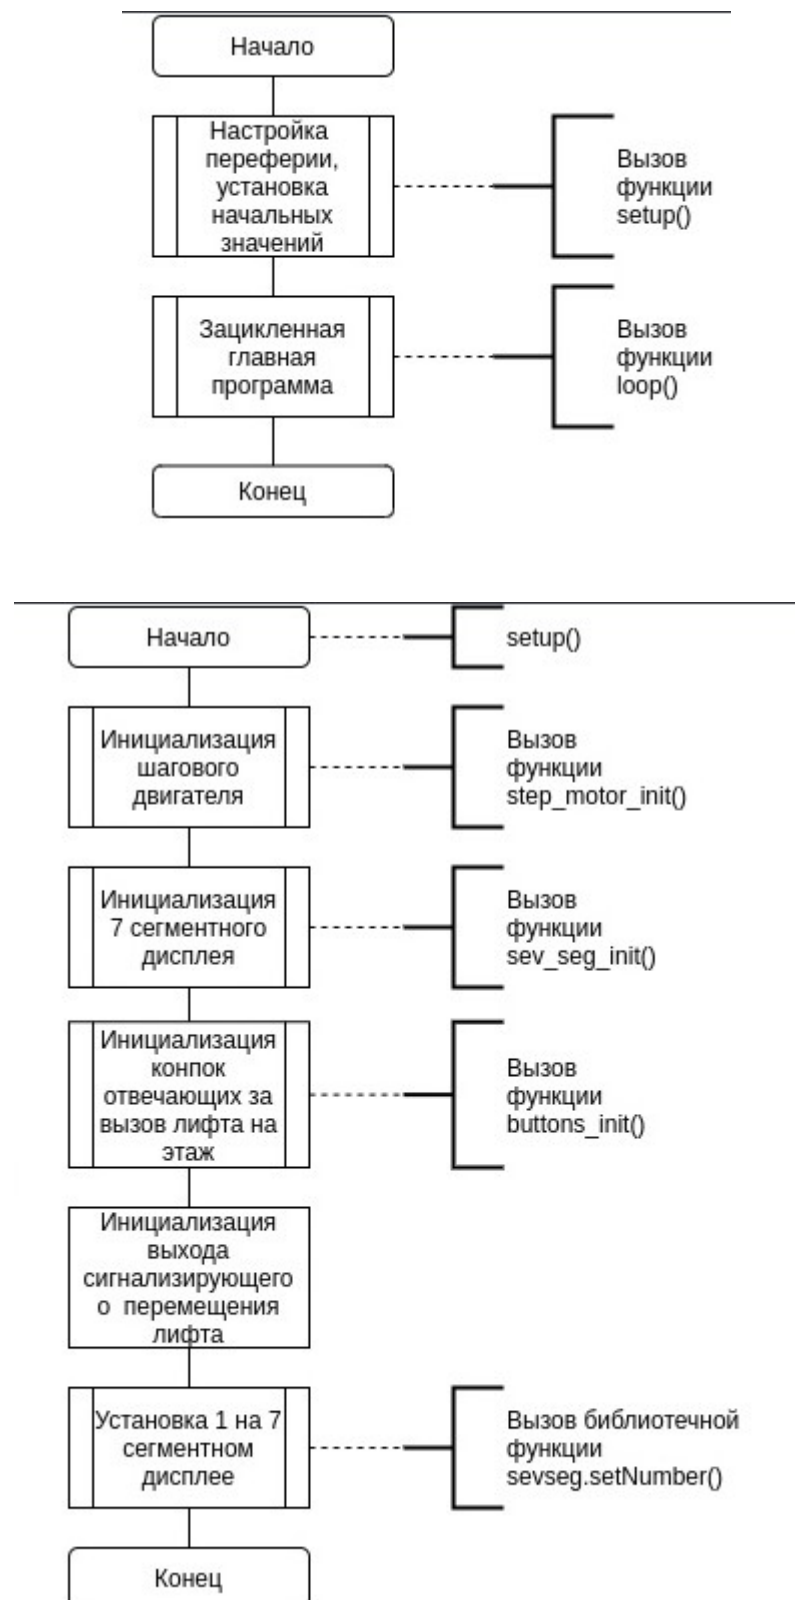 Начало
Настройка
переферии,
установка
начальных
значений
Вызов
функции
setup()
Зацикленная
главная
программа
Вызов
функции
loop()
Конец
Начало
setup()
Инициализация
шагового
двигателя
Вызов
функции
step_motor_init()
Инициализация
7 сегментного
дисплея
Вызов
функции
sev_seg_init()
Инициализация
конпок
отвечающих за
вызов лифта на
этаж
Вызов
функции
buttons_init()
Инициализация
выхода
сигнализирующего
о перемещения
лифта
Установка 1 на 7
сегментном
дисплее
Вызов библиотечной
функции
sevseg.setNumber()
Конец